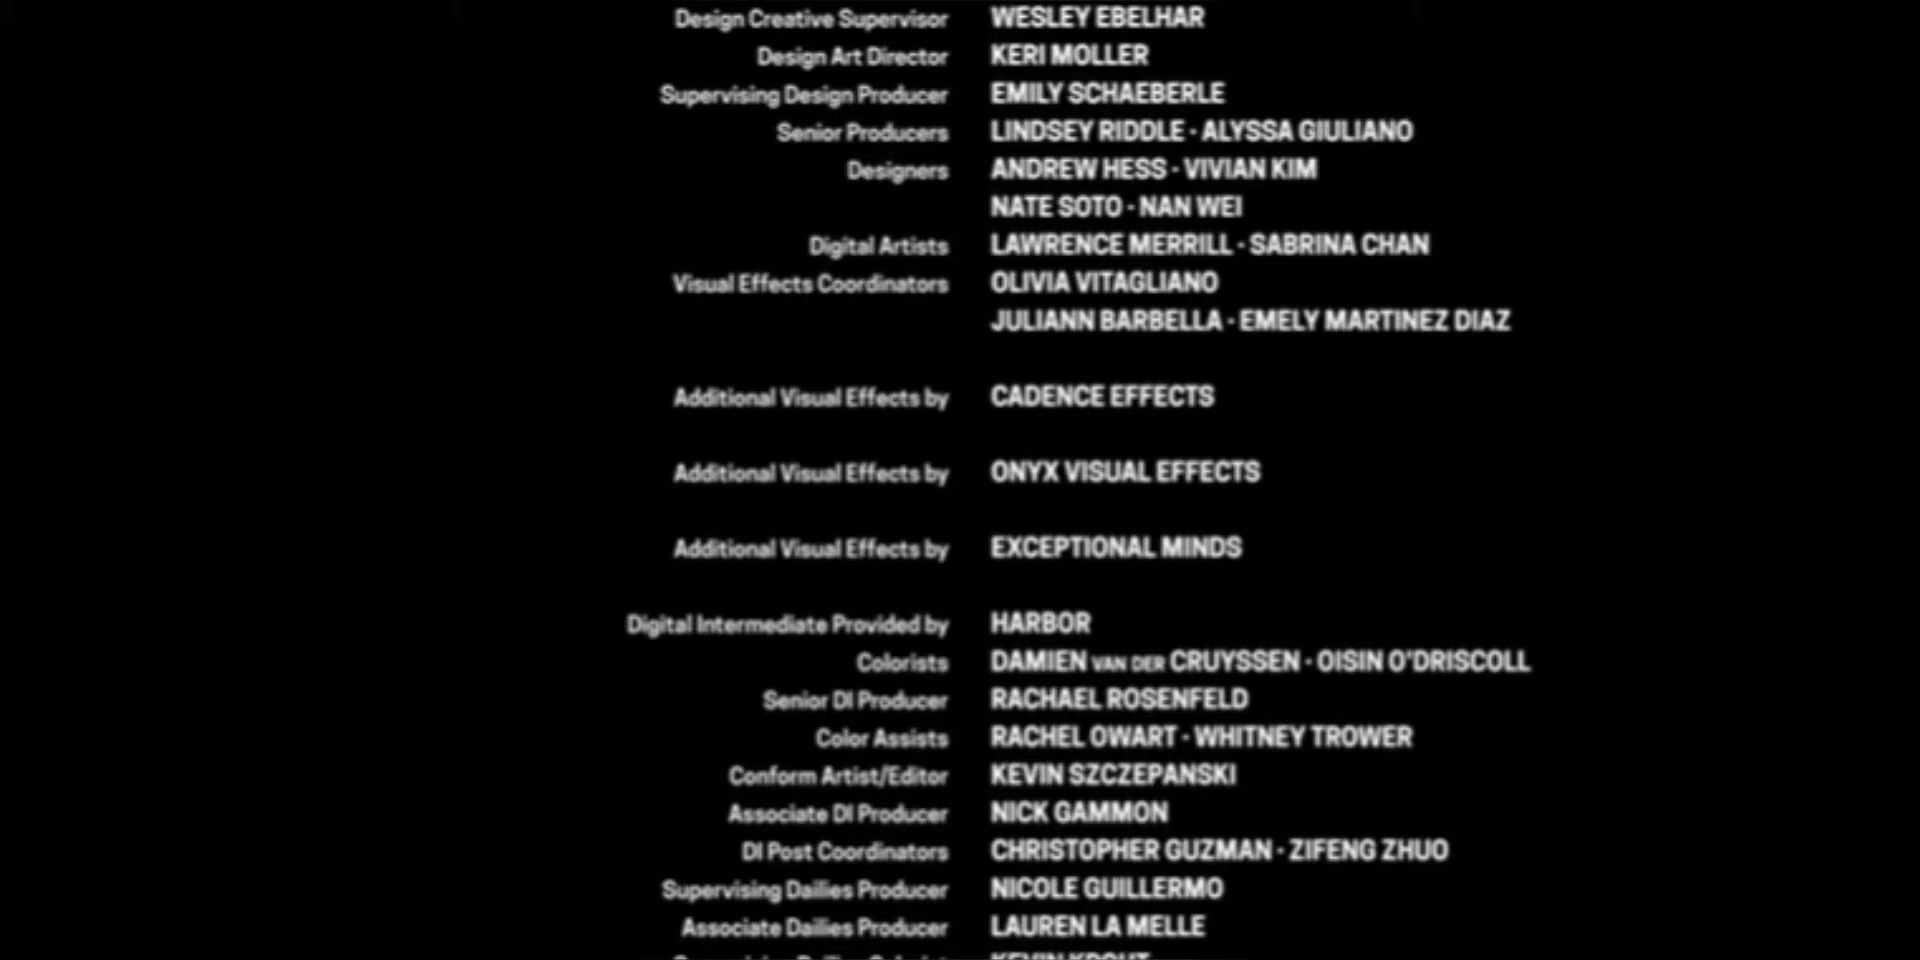 Design Creative Supervisor WESLEY EBELHAR
Design Art Director KERI MOLLER
Supervising Design Producer EMILY SCHAEBERLE
Senior Producers LINDSEY RIDDLE · ALYSSA GIULIANO
Designers ANDREW HESS · VIVIAN KIM
NATE SOTO · NAN WEI
Digital Artists LAWRENCE MERRILL · SABRINA CHAN
Visual Effects Coordinators OLIVIA VITAGLIANO
JULIANN BARBELLA · EMELY MARTINEZ DIAZ
Additional Visual Effects by CADENCE EFFECTS
Additional Visual Effects by ONYX VISUAL EFFECTS
Additional Visual Effects by EXCEPTIONAL MINDS
Digital Intermediate Provided by HARBOR
Colorists DAMIEN VAN DER CRUYSSEN · OISIN O'DRISCOLL
Senior DI Producer RACHAEL ROSENFELD
Color Assists RACHEL OWART · WHITNEY TROWER
Conform Artist/Editor KEVIN SZCZEPANSKI
Associate DI Producer NICK GAMMON
DI Post Coordinators CHRISTOPHER GUZMAN · ZIFENG ZHUO
Supervising Dailies Producer NICOLE GUILLERMO
Associate Dailies Producer LAUREN LA MELLE